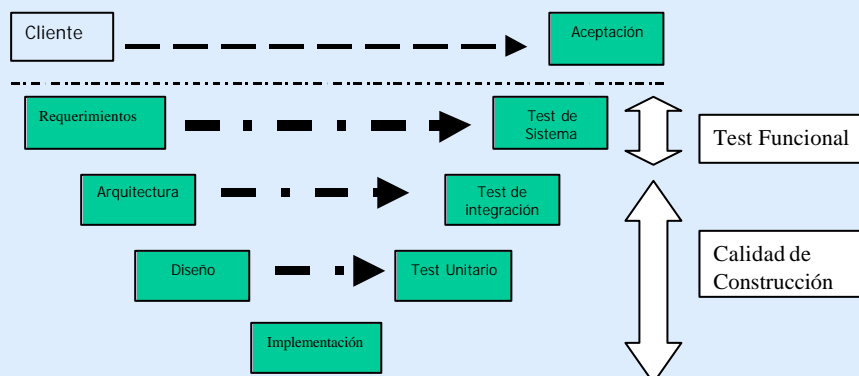 Cliente
Aceptación
Requerimientos
Test de
Sistema
Test Funcional
Arquitectura
Test de
integración
Diseño
Test Unitario
Calidad de
Construcción
Implementación